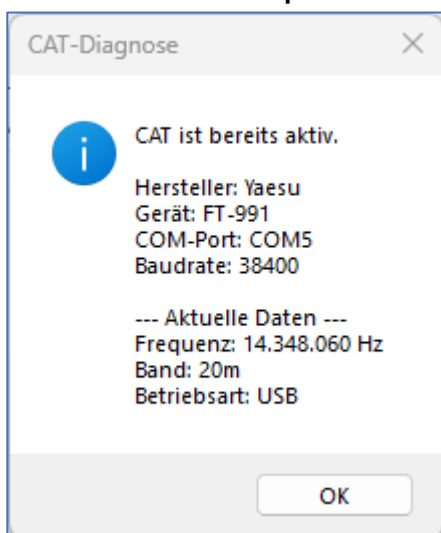 CAT-Diagnose
CAT ist bereits aktiv.
Hersteller: Yaesu
Gerät: FT-991
COM-Port: COM5
Baudrate: 38400
--- Aktuelle Daten ---
Frequenz: 14.348.060 Hz
Band: 20m
Betriebsart: USB
OK